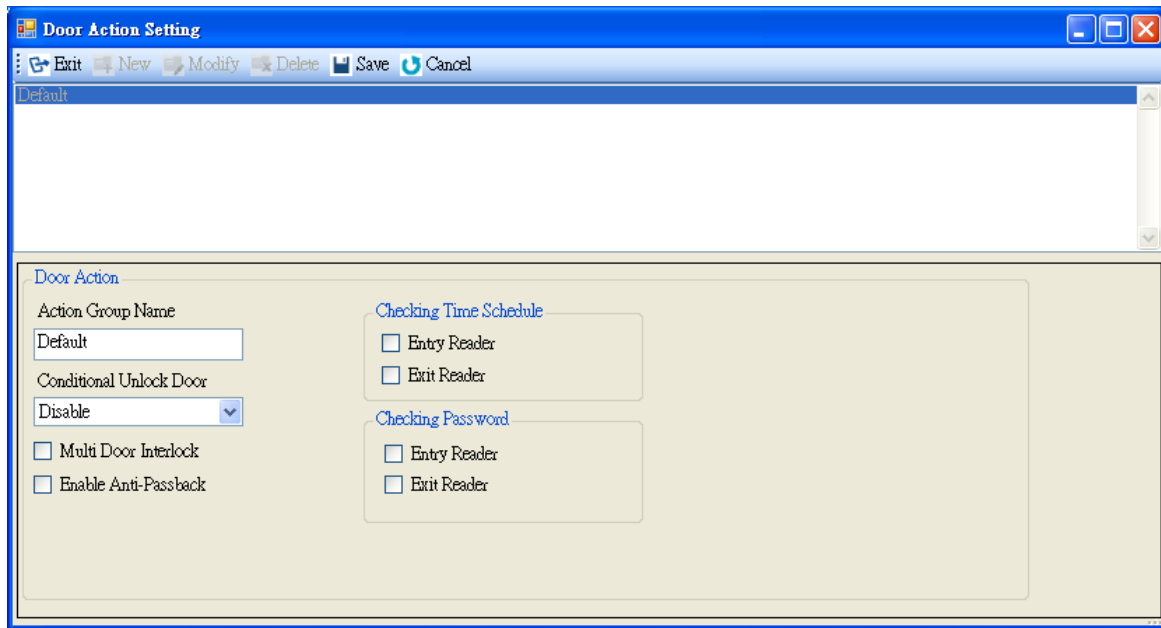 Door Action Setting
Exit New Modify Delete Save Cancel
Default
Door Action
Action Group Name
Default
Conditional Unlock Door
Disable
Multi Door Interlock
Enable Anti-Passback
Checking Time Schedule
Entry Reader
Exit Reader
Checking Password
Entry Reader
Exit Reader